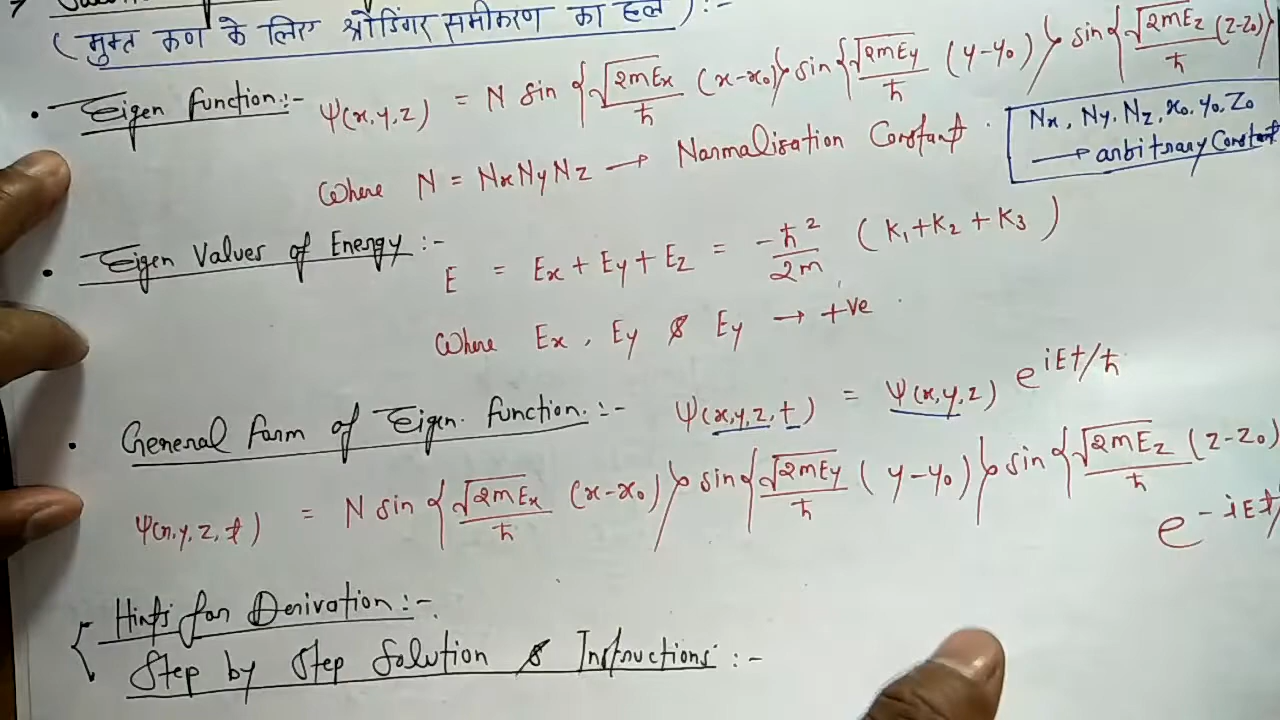 ( मुक्त कण के लिए श्रोडिंगर समीकरण का हल ) :-
• Eigen function:- ψ(x,y,z) = N sin {√2mEx/ħ (x-x₀)} sin{√2mEy/ħ (y-y₀)} sin{√2mEz/ħ (z-z₀)}
Where N = NxNyNz → Normalisation Constant.
Nx, Ny, Nz, x₀, y₀, z₀
→ arbitrary Constant
• Eigen Values of Energy :- E = Ex + Ey + Ez = -ħ²/2m (K₁+K₂+K₃)
Where Ex, Ey & Ey → +ve
• General form of Eigen function :- ψ(x,y,z,t) = ψ(x,y,z) e^iEt/ħ
ψ(x,y,z,t) = N sin {√2mEx/ħ (x-x₀)} sin{√2mEy/ħ (y-y₀)} sin{√2mEz/ħ (z-z₀)
e^-iEt/
Hints for Derivation :-
Step by Step Solution & Instructions :-